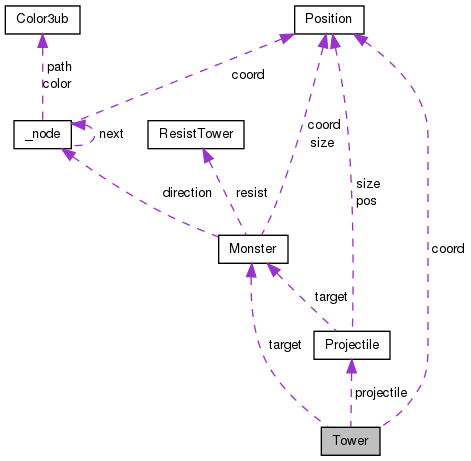 Color3ub
Position
path
color
coord
_node
next
ResistTower
coord
size
direction
resist
size
pos
Monster
coord
target
target
Projectile
projectile
Tower